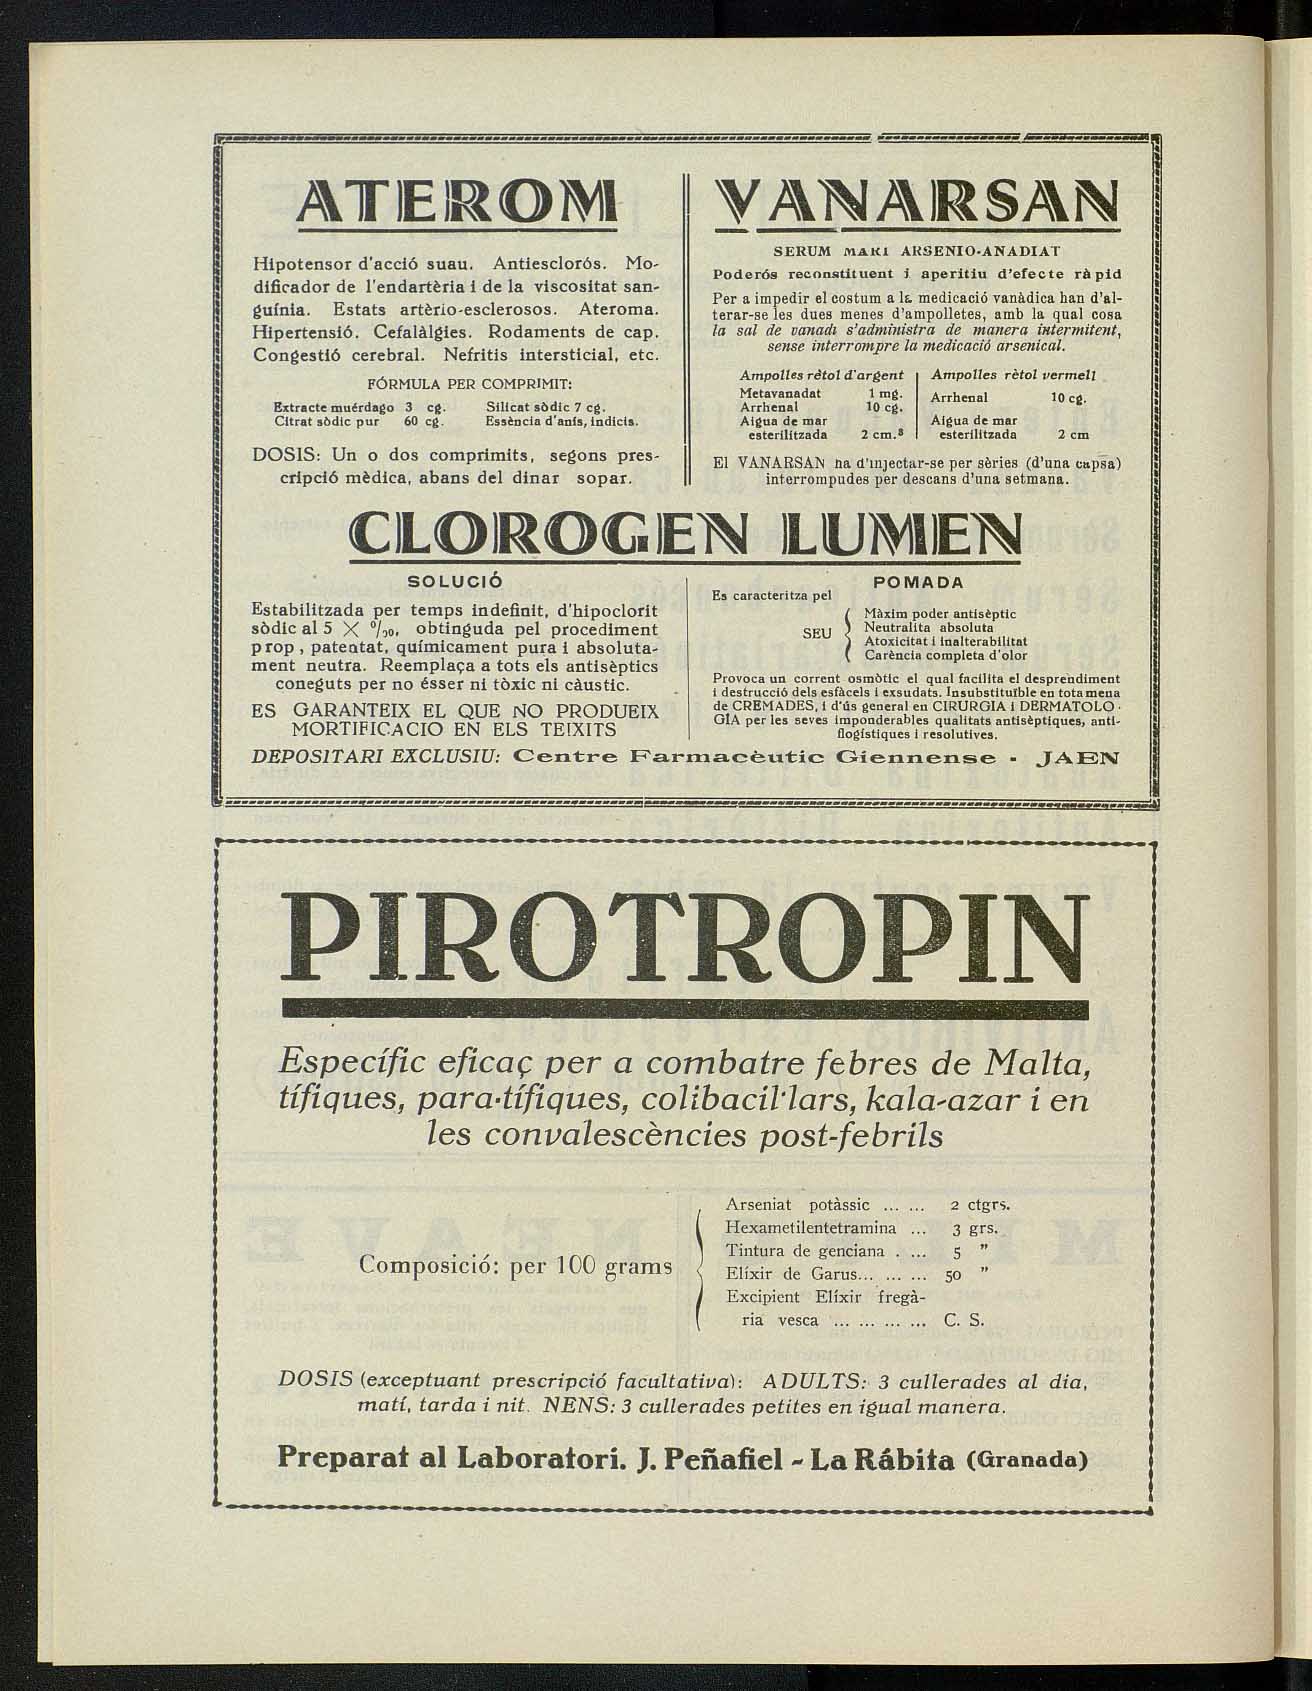 ATEROM
Hipotensor d'acció suau. Antiesclorós. Mo-
dificador de l'endartèria i de la viscositat san-
guínia. Estats artèrio-esclerosos. Ateroma.
Hipertensió. Cefalàlgies. Rodaments de cap.
Congestió cerebral. Nefritis intersticial, etc.
FÓRMULA PER COMPRIMIT:
Extracte muérdago 3 cg. Silicat sòdic 7 cg.
Citrat sòdic pur 60 cg. Essència d'anís, indicis.
DOSIS: Un o dos comprimits, segons pres-
cripció mèdica, abans del dinar sopar.
VANARSAN
SERUM MAKI ARSENIO-ANADIAT
Poderós reconstituent i aperitiu d'efecte ràpid
Per a impedir el costum a la medicació vanàdica han d'al-
terar-se les dues menes d'ampolletes, amb la qual cosa
la sal de vanadi s'administra de manera intermitent,
sense interrompre la medicació arsenical.
Ampolles rètol d'argent
Metavanadat 1 mg.
Arrhenal 10 cg.
Aigua de mar
esterilitzada 2 cm.³
Ampolles rètol vermell
Arrhenal 10 cg.
Aigua de mar
esterilitzada 2 cm
El VANARSAN ha d'injectar-se per sèries (d'una capsa)
interrompudes per descans d'una setmana.
CLOROGEN LUMEN
SOLUCIÓ
Estabilitzada per temps indefinit, d'hipoclorit
sòdic al 5 × º/₀₀, obtinguda pel procediment
prop, patentat, químicament pura i absoluta-
ment neutra. Reemplaça a tots els antisèptics
coneguts per no ésser ni tòxic ni càustic.
ES GARANTEIX EL QUE NO PRODUEIX
MORTIFICACIO EN ELS TEIXITS
POMADA
Es caracteritza pel
SEU
Màxim poder antisèptic
Neutralita absoluta
Atoxicitat i inalterabilitat
Carència completa d'olor
Provoca un corrent osmòtic el qual facilita el desprendiment
i destrucció dels esfàcels i exsudats. Insubstituïble en tota mena
de CREMADES, i d'ús general en CIRURGIA i DERMATOLO-
GIA per les seves imponderables qualitats antisèptiques, anti-
flogístiques i resolutives.
DEPOSITARI EXCLUSIU: Centre Farmacèutic Giennense - JAEN
PIROTROPIN
Específic eficaç per a combatre febres de Malta,
tífiques, para-tífiques, colibacil·lars, kala-azar i en
les convalescències post-febrils
Composició: per 100 grams
Arseniat potàssic ... ... 2 ctgrs.
Hexametilentetramina ... 3 grs.
Tintura de genciana . ... 5 "
Elíxir de Garus... ... ... 50 "
Excipient Elíxir fregà-
ria vesca ... ... ... ... C. S.
DOSIS (exceptuant prescripció facultativa): ADULTS: 3 cullerades al dia,
matí, tarda i nit. NENS: 3 cullerades petites en igual manera.
Preparat al Laboratori. J. Peñafiel - La Rábita (Granada)